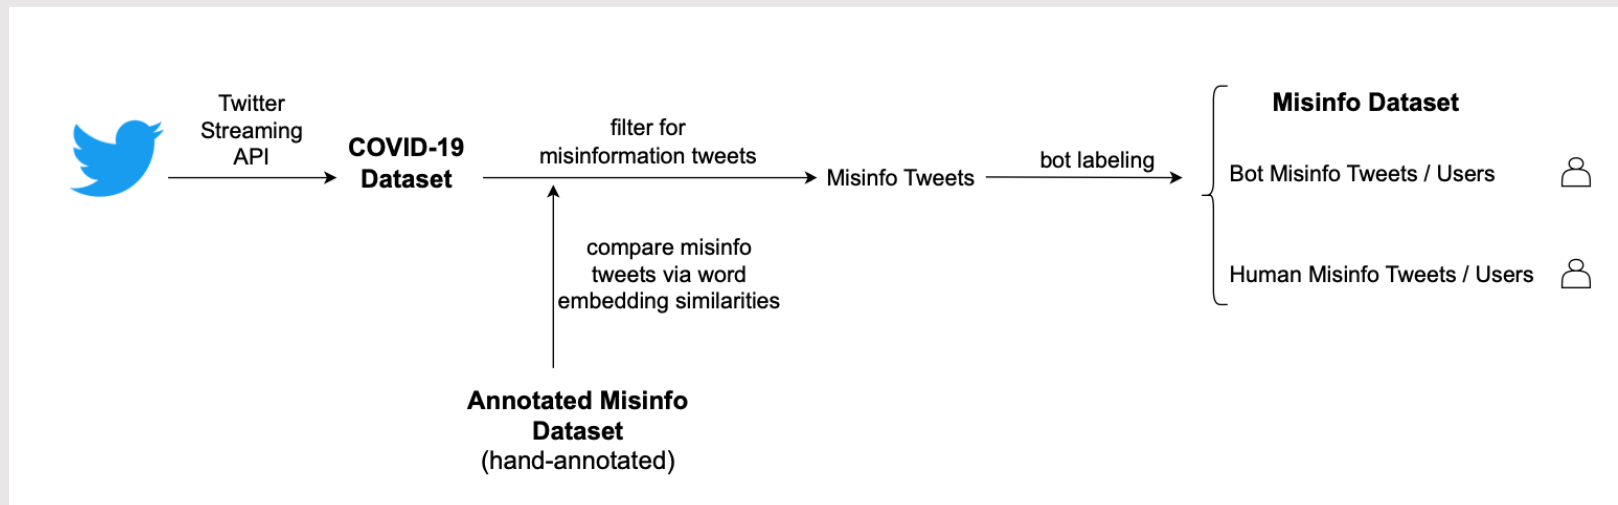 Twitter
Streaming
API
COVID-19
Dataset
filter for
misinformation tweets
compare misinfo
tweets via word
embedding similarities
Annotated Misinfo
Dataset
(hand-annotated)
Misinfo Tweets
bot labeling
Misinfo Dataset
Bot Misinfo Tweets / Users
Human Misinfo Tweets / Users